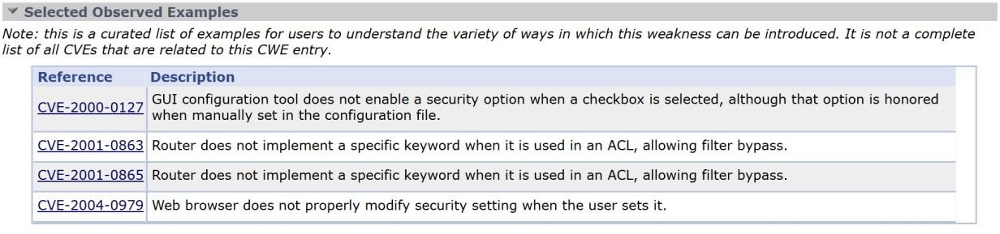 Selected Observed Examples
Note: this is a curated list of examples for users to understand the variety of ways in which this weakness can be introduced. It is not a complete
list of all CVEs that are related to this CWE entry.
Reference Description
CVE-2000-0127 GUI configuration tool does not enable a security option when a checkbox is selected, although that option is honored
when manually set in the configuration file.
CVE-2001-0863 Router does not implement a specific keyword when it is used in an ACL, allowing filter bypass.
CVE-2001-0865 Router does not implement a specific keyword when it is used in an ACL, allowing filter bypass.
CVE-2004-0979 Web browser does not properly modify security setting when the user sets it.